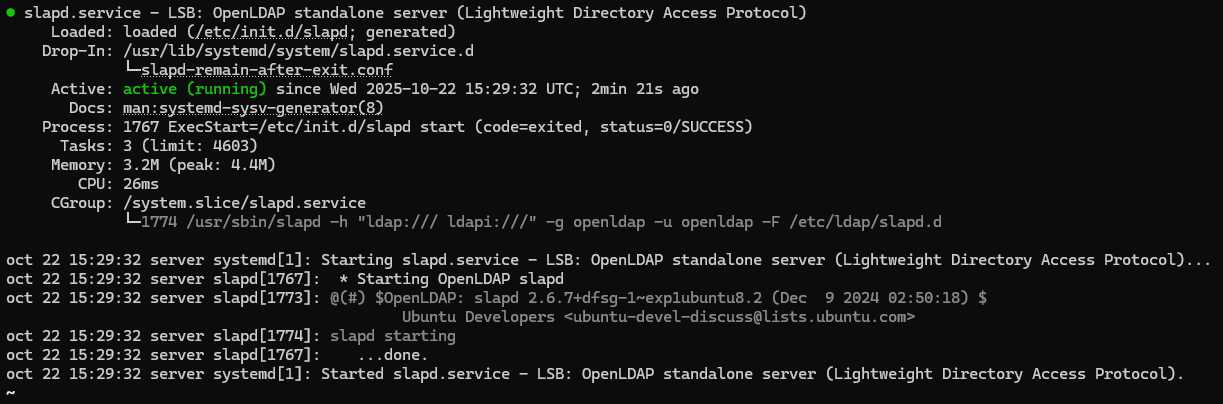 ● slapd.service - LSB: OpenLDAP standalone server (Lightweight Directory Access Protocol)
     Loaded: loaded (/etc/init.d/slapd; generated)
    Drop-In: /usr/lib/systemd/system/slapd.service.d
             └─slapd-remain-after-exit.conf
     Active: active (running) since Wed 2025-10-22 15:29:32 UTC; 2min 21s ago
       Docs: man:systemd-sysv-generator(8)
    Process: 1767 ExecStart=/etc/init.d/slapd start (code=exited, status=0/SUCCESS)
      Tasks: 3 (limit: 4603)
     Memory: 3.2M (peak: 4.4M)
        CPU: 26ms
     CGroup: /system.slice/slapd.service
             └─1774 /usr/sbin/slapd -h "ldap:/// ldapi:///" -g openldap -u openldap -F /etc/ldap/slapd.d

oct 22 15:29:32 server systemd[1]: Starting slapd.service - LSB: OpenLDAP standalone server (Lightweight Directory Access Protocol)...
oct 22 15:29:32 server slapd[1767]:  * Starting OpenLDAP slapd
oct 22 15:29:32 server slapd[1773]: @(#) $OpenLDAP: slapd 2.6.7+dfsg-1~exp1ubuntu8.2 (Dec  9 2024 02:50:18) $
                                            Ubuntu Developers <ubuntu-devel-discuss@lists.ubuntu.com>
oct 22 15:29:32 server slapd[1774]: slapd starting
oct 22 15:29:32 server slapd[1767]:    ...done.
oct 22 15:29:32 server systemd[1]: Started slapd.service - LSB: OpenLDAP standalone server (Lightweight Directory Access Protocol).
~